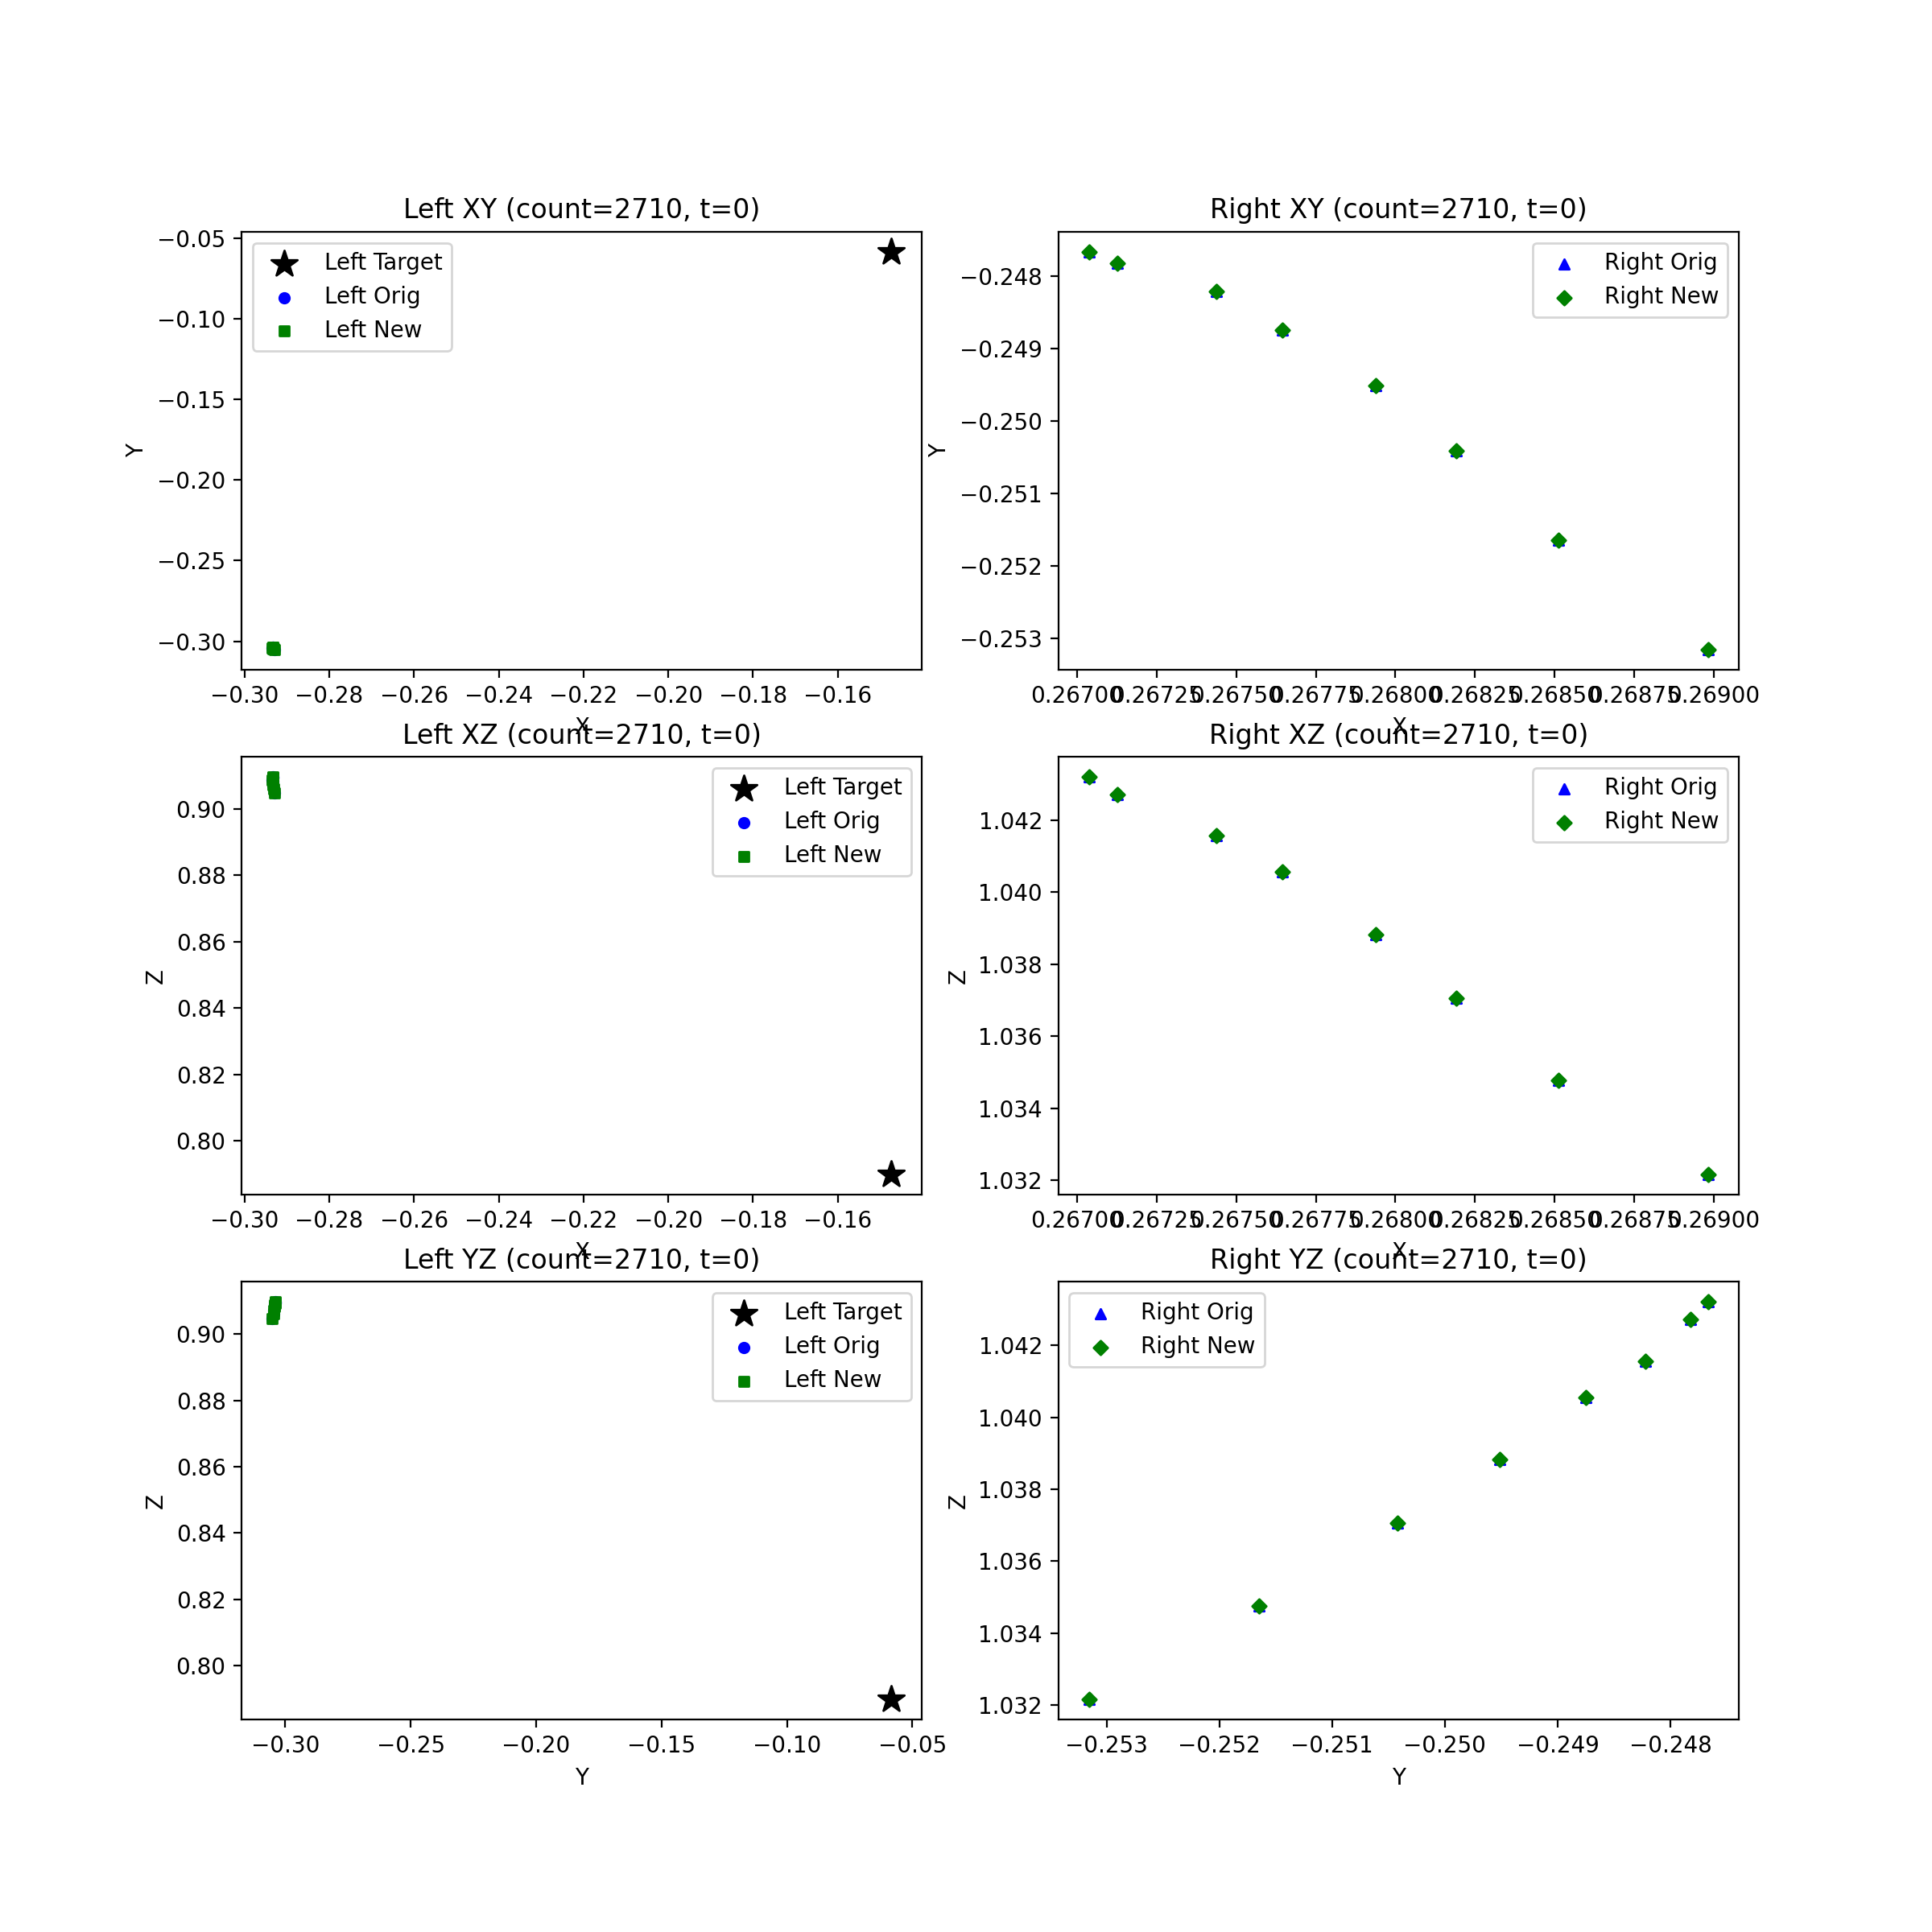 Left XY (count=2710, t=0)
−0.05
−0.10
−0.15
−0.20
−0.25
−0.30
Y
Left Target
Left Orig
Left New
−0.30 −0.28 −0.26 −0.24 −0.22 −0.20 −0.18 −0.16
X
Right XY (count=2710, t=0)
−0.248
−0.249
−0.250
−0.251
−0.252
−0.253
Y
Right Orig
Right New
0.26700 0.26725 0.26750 0.26775 0.26800 0.26825 0.26850 0.26875 0.26900
X
Left XZ (count=2710, t=0)
0.90
0.88
0.86
0.84
0.82
0.80
Z
Left Target
Left Orig
Left New
−0.30 −0.28 −0.26 −0.24 −0.22 −0.20 −0.18 −0.16
X
Right XZ (count=2710, t=0)
1.042
1.040
1.038
1.036
1.034
1.032
Z
Right Orig
Right New
0.26700 0.26725 0.26750 0.26775 0.26800 0.26825 0.26850 0.26875 0.26900
X
Left YZ (count=2710, t=0)
0.90
0.88
0.86
0.84
0.82
0.80
Z
Left Target
Left Orig
Left New
−0.30 −0.25 −0.20 −0.15 −0.10 −0.05
Y
Right YZ (count=2710, t=0)
1.042
1.040
1.038
1.036
1.034
1.032
Z
Right Orig
Right New
−0.253 −0.252 −0.251 −0.250 −0.249 −0.248
Y